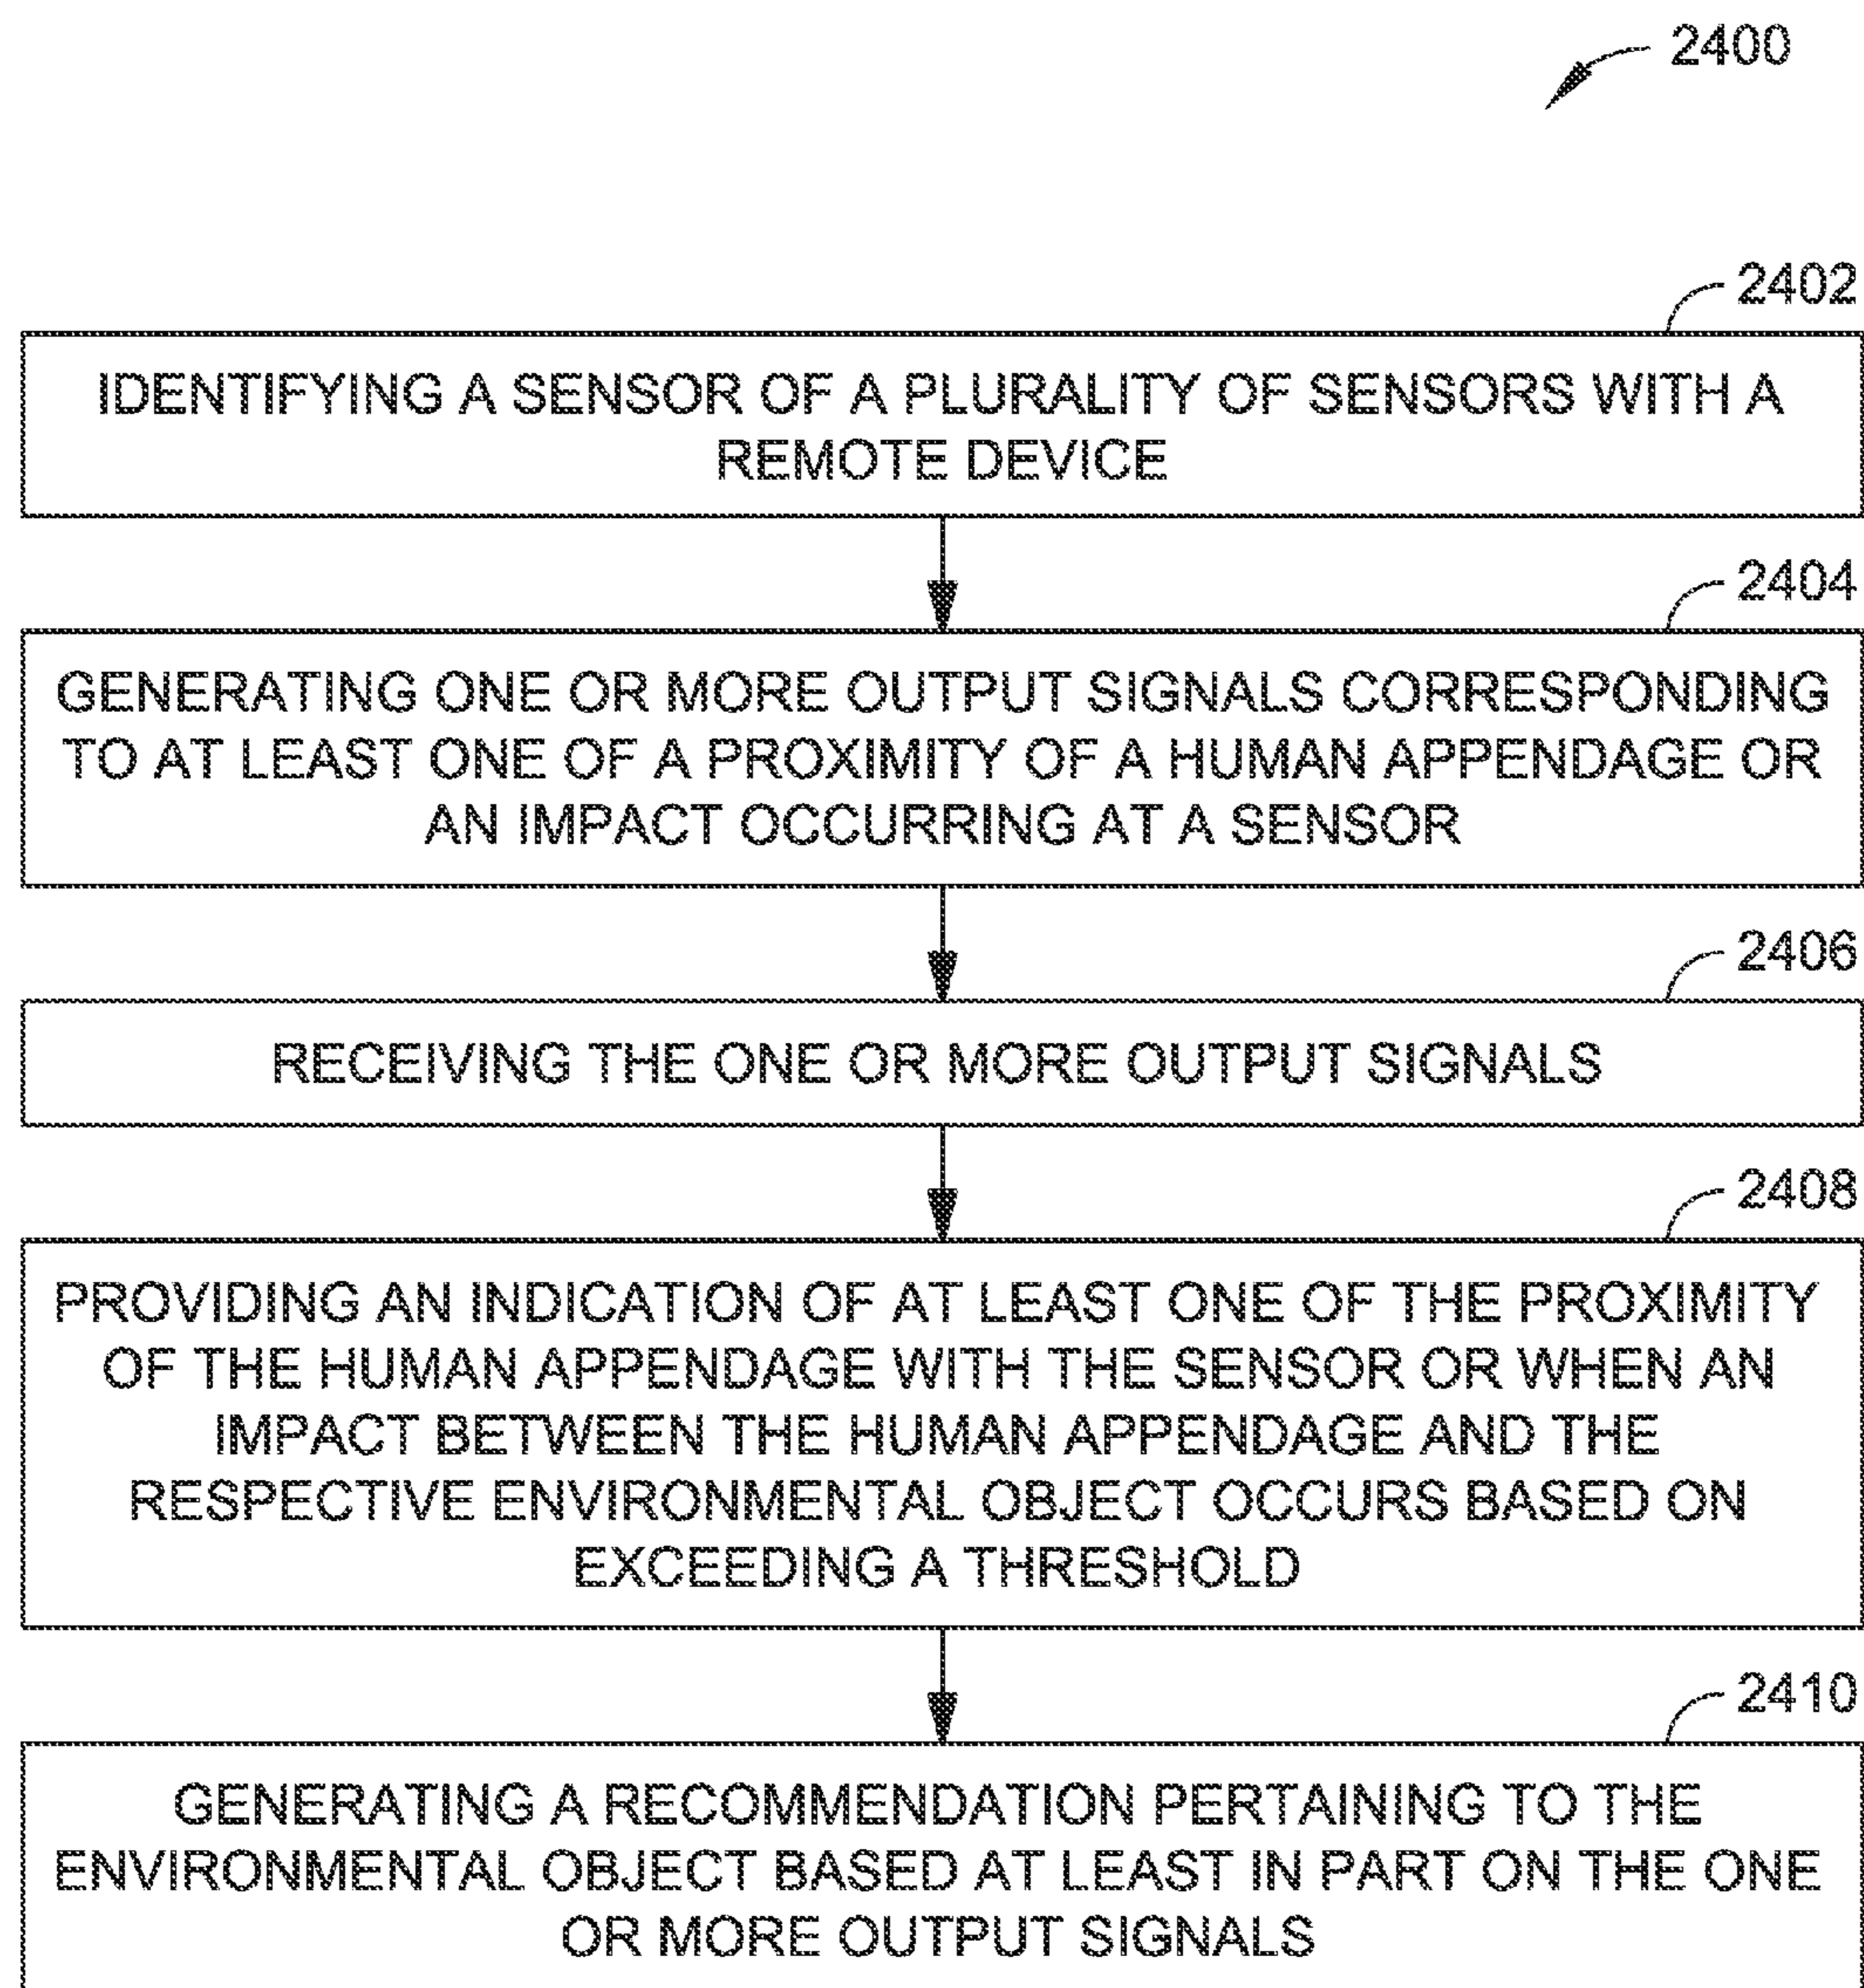 2400
2402
IDENTIFYING A SENSOR OF A PLURALITY OF SENSORS WITH A
REMOTE DEVICE
2404
GENERATING ONE OR MORE OUTPUT SIGNALS CORRESPONDING
TO AT LEAST ONE OF A PROXIMITY OF A HUMAN APPENDAGE OR
AN IMPACT OCCURRING AT A SENSOR
2406
RECEIVING THE ONE OR MORE OUTPUT SIGNALS
2408
PROVIDING AN INDICATION OF AT LEAST ONE OF THE PROXIMITY
OF THE HUMAN APPENDAGE WITH THE SENSOR OR WHEN AN
IMPACT BETWEEN THE HUMAN APPENDAGE AND THE
RESPECTIVE ENVIRONMENTAL OBJECT OCCURS BASED ON
EXCEEDING A THRESHOLD
2410
GENERATING A RECOMMENDATION PERTAINING TO THE
ENVIRONMENTAL OBJECT BASED AT LEAST IN PART ON THE ONE
OR MORE OUTPUT SIGNALS